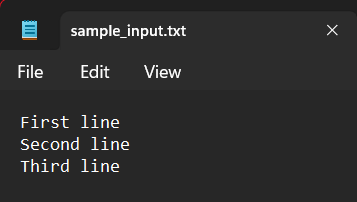 sample_input.txt
File Edit View
First line
Second line
Third line